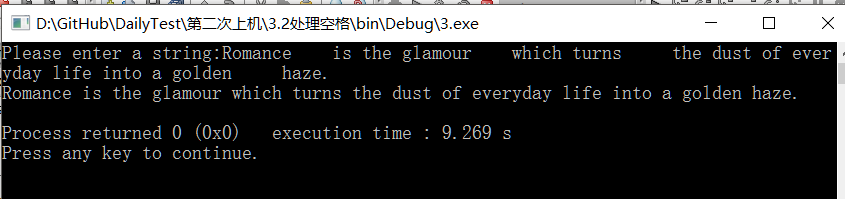 D:\GitHub\DailyTest\第二次上机\3.2处理空格\bin\Debug\3.exe
Please enter a string:Romance    is the glamour    which turns     the dust of ever
yday life into a golden     haze.
Romance is the glamour which turns the dust of everyday life into a golden haze.
Process returned 0 (0x0)   execution time : 9.269 s
Press any key to continue.